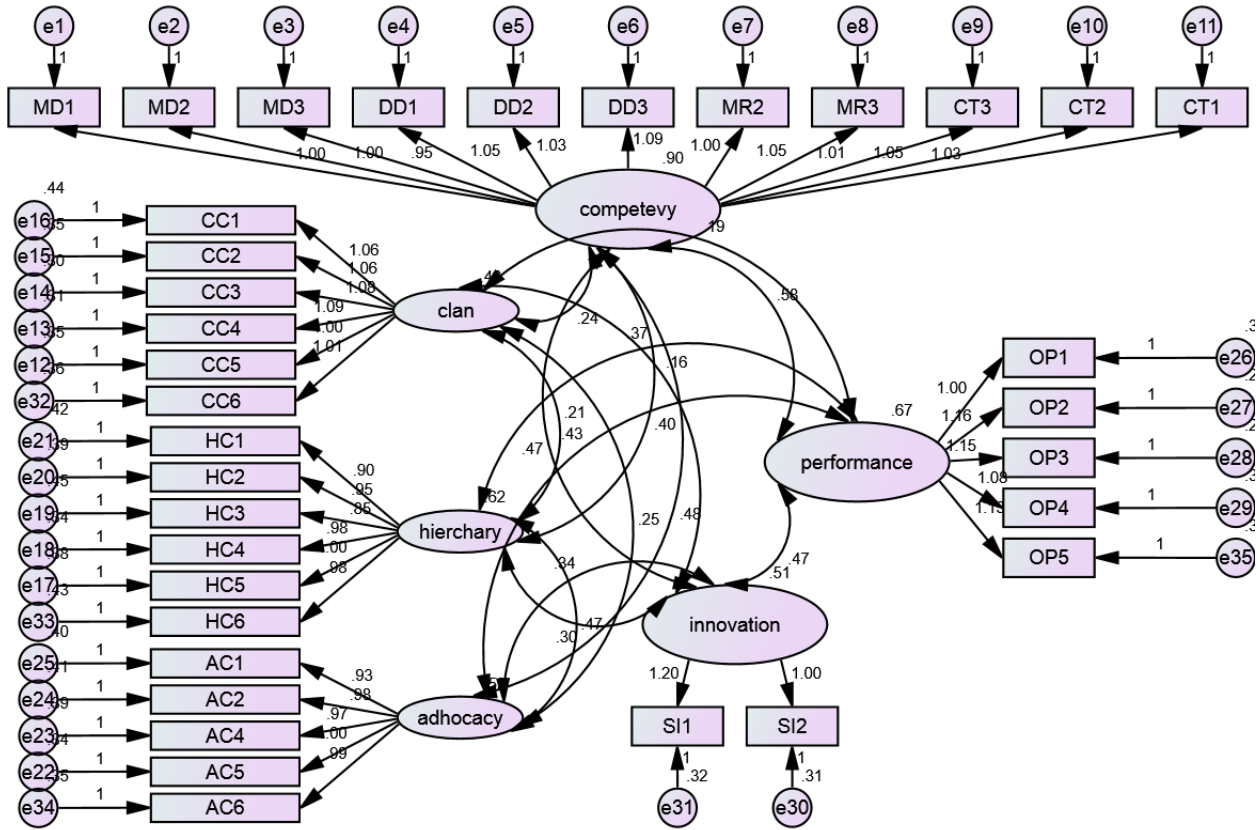 e1 e2 e3 e4 e5 e6 e7 e8 e9 e10 e11
1 1 1 1 1 1 1 1 1 1 1
MD1 MD2 MD3 DD1 DD2 DD3 MR2 MR3 CT3 CT2 CT1
1.00 1.00 .95 1.05 1.03 1.09 1.00 1.05 1.01 1.05 1.03
.90
competevy
.44
e16 1 CC1
e15 1 CC2
e14 1 CC3
e13 1 CC4
e12 1 CC5
e32 1 CC6
1.06
1.06
1.08
1.09
1.00
1.01
clan
.19
.24
.58
.37
.16
.42
e21 1 HC1
e20 1 HC2
e19 1 HC3
e18 1 HC4
e17 1 HC5
e33 1 HC6
.90
.95
.85
.98
1.00
.98
.62
hierchary
.21
.43
.47
.40
.25
.48
.34
.67
performance
1.00
1.16
1.15
1.08
OP1 1 e26
OP2 1 e27
OP3 1 e28
OP4 1 e29
OP5 1 e35
.47
.51
innovation
.47
.30
.40
e25 1 AC1
e24 1 AC2
e23 1 AC4
e22 1 AC5
e34 1 AC6
.93
.98
.97
1.00
.99
adhocacy
1.20 1.00
SI1 SI2
1 1
.32 .31
e31 e30